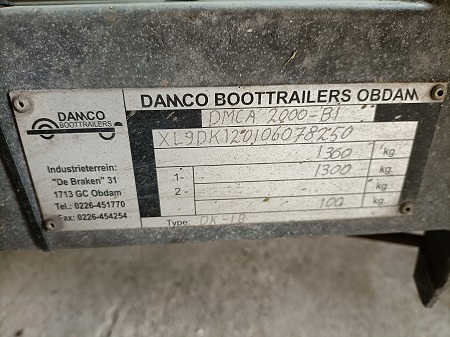 DAMCO
BOOTTRAILERS
Industrieterrein:
"De Braken" 31
1713 GC Obdam
Tel.: 0226-451770
Fax: 0226-454254
DAMCO BOOTTRAILERS OBDAM
DMCA 2000-B1
XL9DK120106078250
1360 kg.
1- 1300 kg.
2- kg.
100 kg.
Type: DK-1B